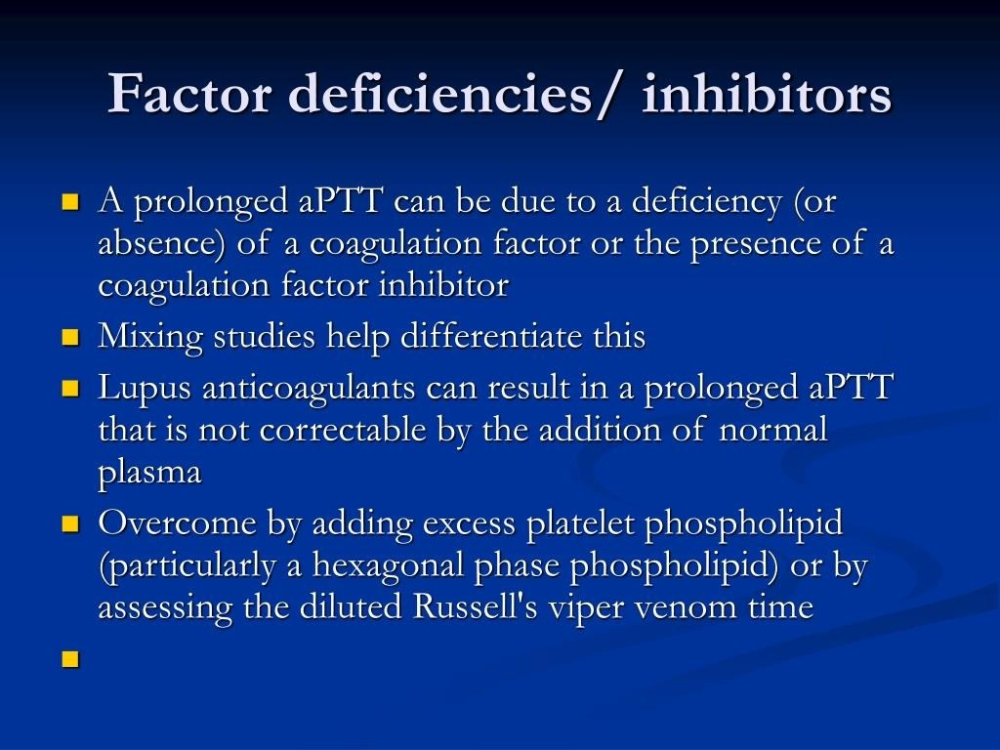 Factor deficiencies/ inhibitors
A prolonged aPTT can be due to a deficiency (or
absence) of a coagulation factor or the presence of a
coagulation factor inhibitor
Mixing studies help differentiate this
Lupus anticoagulants can result in a prolonged aPTT
that is not correctable by the addition of normal
plasma
Overcome by adding excess platelet phospholipid
(particularly a hexagonal phase phospholipid) or by
assessing the diluted Russell's viper venom time